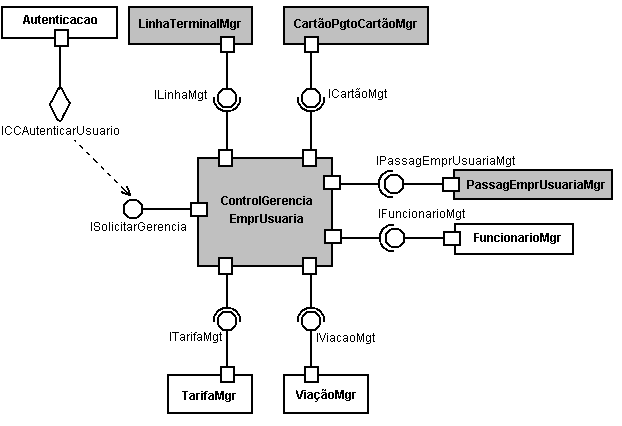 Autenticacao
LinhaTerminalMgr
CartãoPgtoCartãoMgr
ILinhaMgt
ICartãoMgt
ICCAutenticarUsuario
IPassagEmprUsuariaMgt
PassagEmprUsuariaMgr
ControlGerencia
EmprUsuaria
IFuncionarioMgt
ISolicitarGerencia
FuncionarioMgr
ITarifaMgt
IViacaoMgt
TarifaMgr
ViaçãoMgr